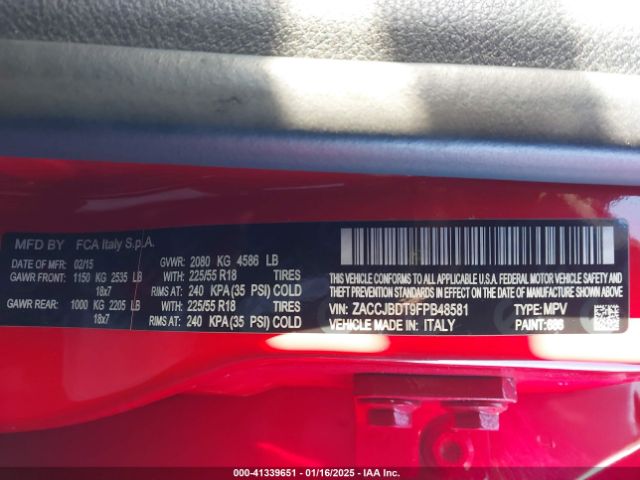 MFD BY FCA Italy S.p.A.
DATE OF MFR: 02/15 GVWR: 2080 KG 4586 LB
GAWR FRONT: 1150 KG 2535 LB WITH: 225/55 R18 TIRES
18x7 RIMS AT: 240 KPA(35 PSI) COLD
GAWR REAR: 1000 KG 2205 LB WITH: 225/55 R18 TIRES
18x7 RIMS AT: 240 KPA(35 PSI) COLD
THIS VEHICLE CONFORMS TO ALL APPLICABLE U.S.A. FEDERAL MOTOR VEHICLE SAFETY AND
THEFT PREVENTION STANDARDS IN EFFECT ON THE DATE OF MANUFACTURE SHOWN ABOVE.
VIN: ZACCJBDT9FPB48581 TYPE: MPV
VEHICLE MADE IN: ITALY PAINT:
000-41339651 - 01/16/2025 - IAA Inc.